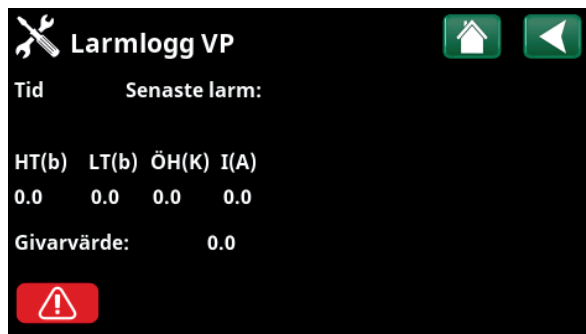 Larmlogg VP
Tid Senaste larm:
HT(b) LT(b) ÖH(K) I(A)
0.0 0.0 0.0 0.0
Givarvärde: 0.0